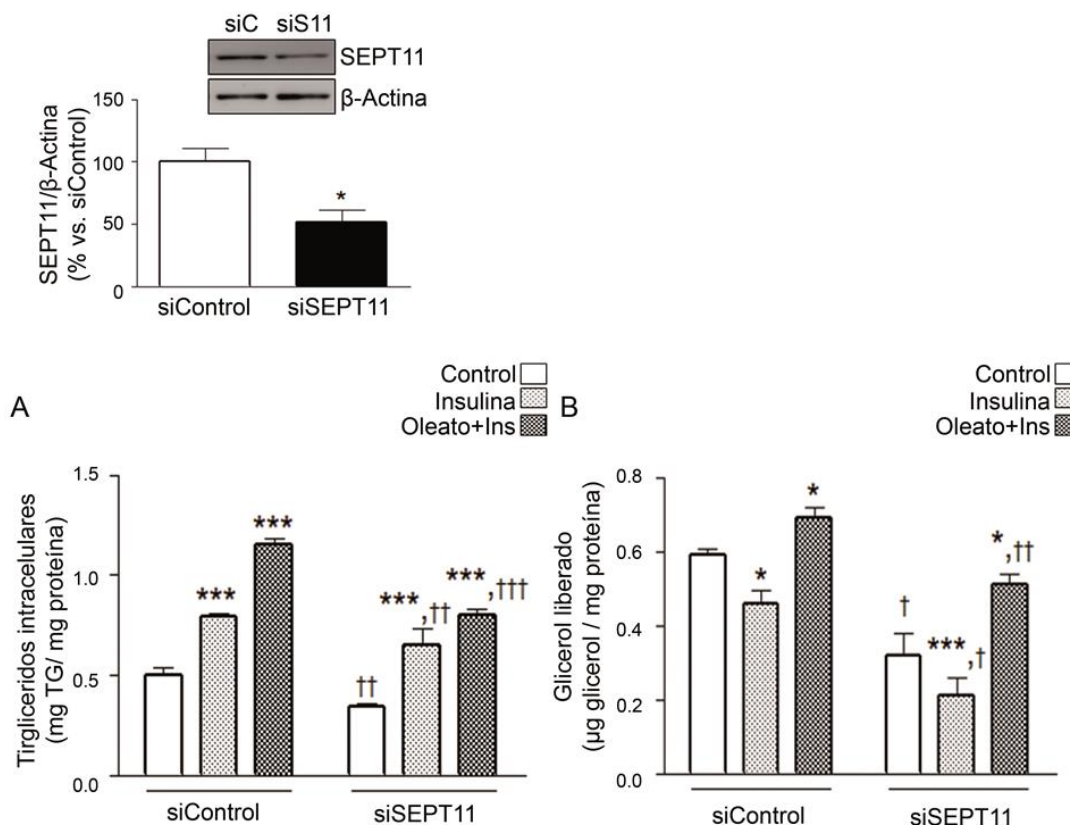 siC siS11
SEPT11
β-Actina
SEPT11/β-Actina
(% vs. siControl)
150
100
50
0
*
siControl siSEPT11
A
Control
Insulina
Oleato+Ins
Tirgliceridos intracelulares
(mg TG/ mg proteína)
1.5
1.0
0.5
0.0
***
***
††
***,††
***,†††
siControl siSEPT11
B
Control
Insulina
Oleato+Ins
Glicerol liberado
(µg glicerol / mg proteína)
0.8
0.6
0.4
0.2
0.0
*
*
†
***,†
*,††
siControl siSEPT11